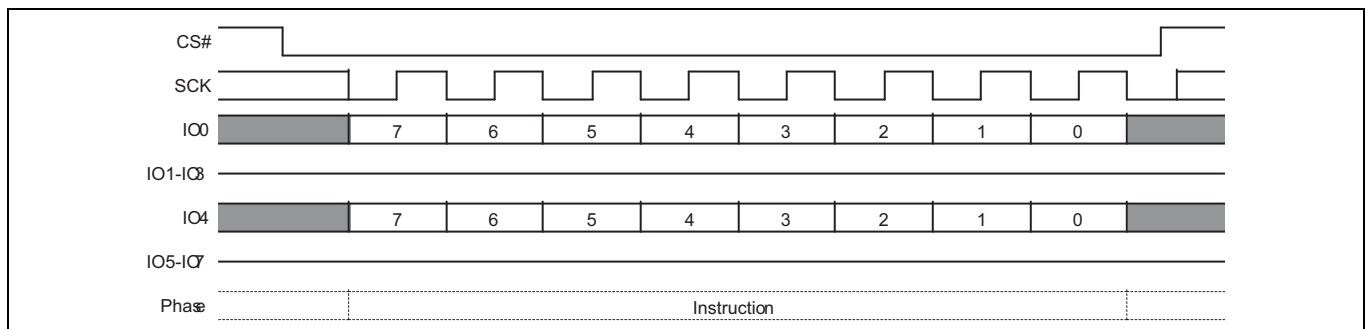 CS#
SCK
IO0 7 6 5 4 3 2 1 0
IO1-IO3
IO4 7 6 5 4 3 2 1 0
IO5-IO7
Phase Instruction